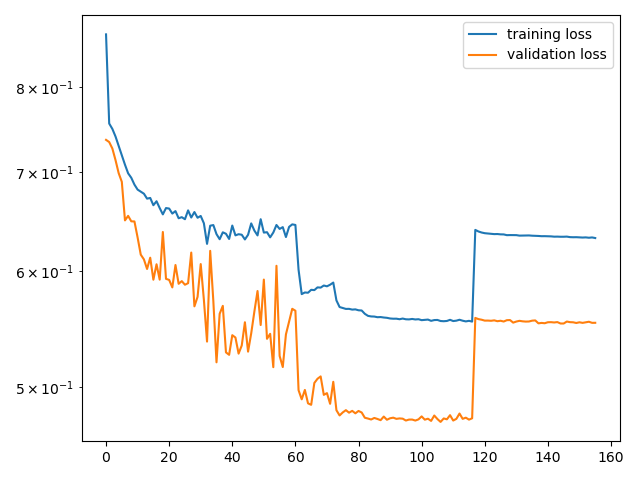 training loss
validation loss
8 × 10⁻¹
7 × 10⁻¹
6 × 10⁻¹
5 × 10⁻¹
0 20 40 60 80 100 120 140 160